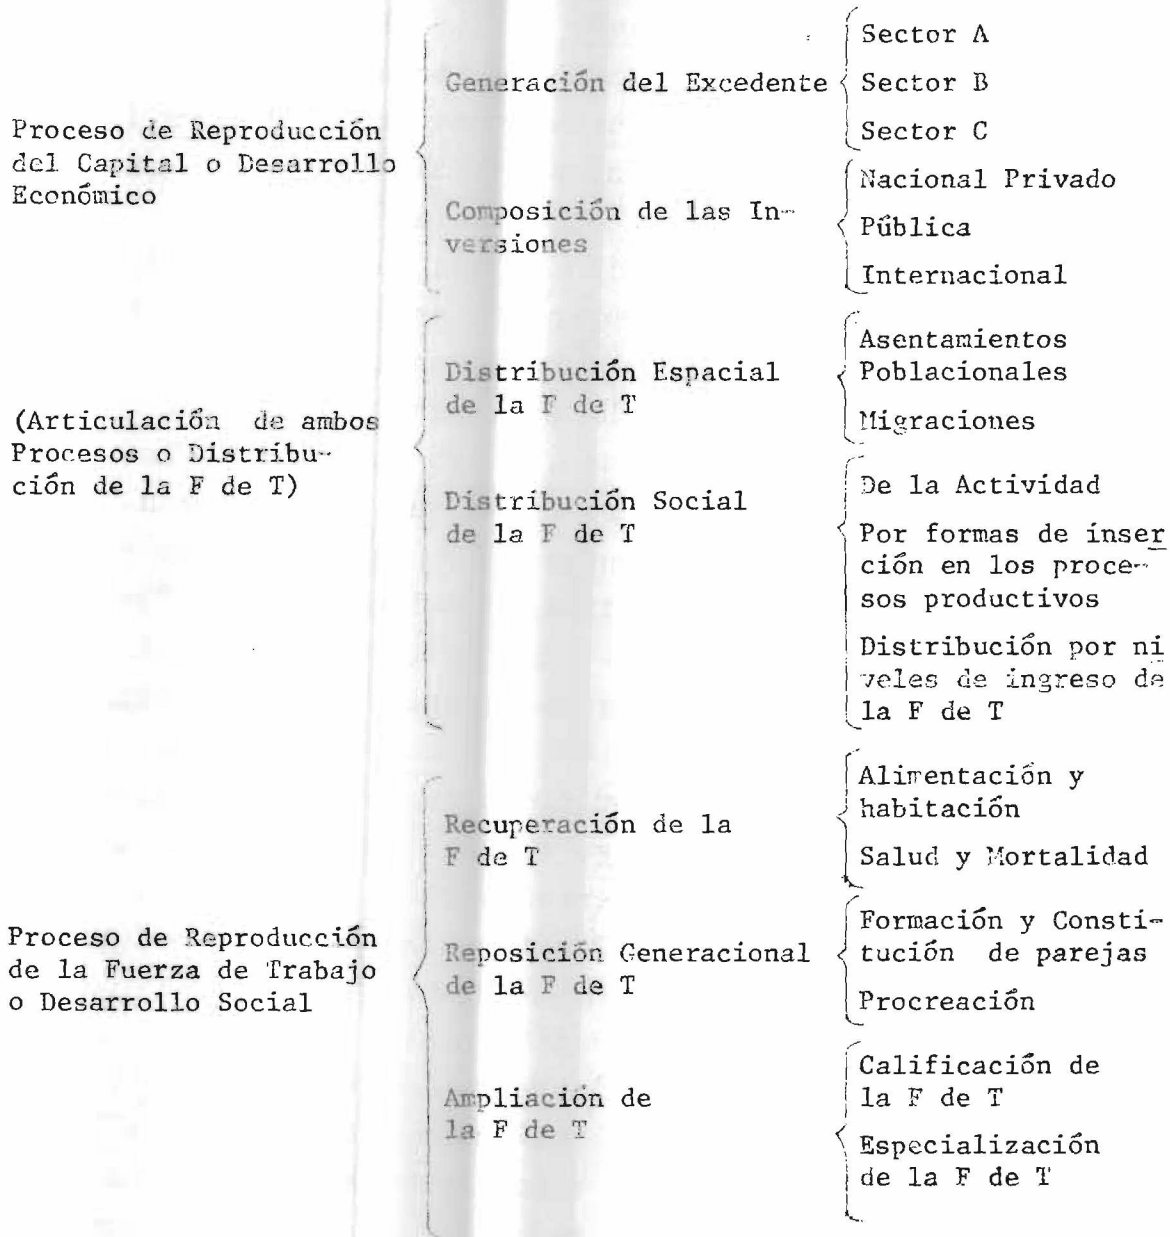 Proceso de Reproducción
del Capital o Desarrollo
Económico
Generación del Excedente
Sector A
Sector B
Sector C
Composición de las In-
versiones
Nacional Privado
Pública
Internacional
(Articulación de ambos
Procesos o Distribu-
ción de la F de T)
Distribución Espacial
de la F de T
Asentamientos
Poblacionales
Migraciones
Distribución Social
de la F de T
De la Actividad
Por formas de inser
ción en los proce-
sos productivos
Distribución por ni
veles de ingreso de
la F de T
Proceso de Reproducción
de la Fuerza de Trabajo
o Desarrollo Social
Recuperación de la
F de T
Alimentación y
habitación
Salud y Mortalidad
Reposición Generacional
de la F de T
Formación y Consti-
tución de parejas
Procreación
Ampliación de
la F de T
Calificación de
la F de T
Especialización
de la F de T